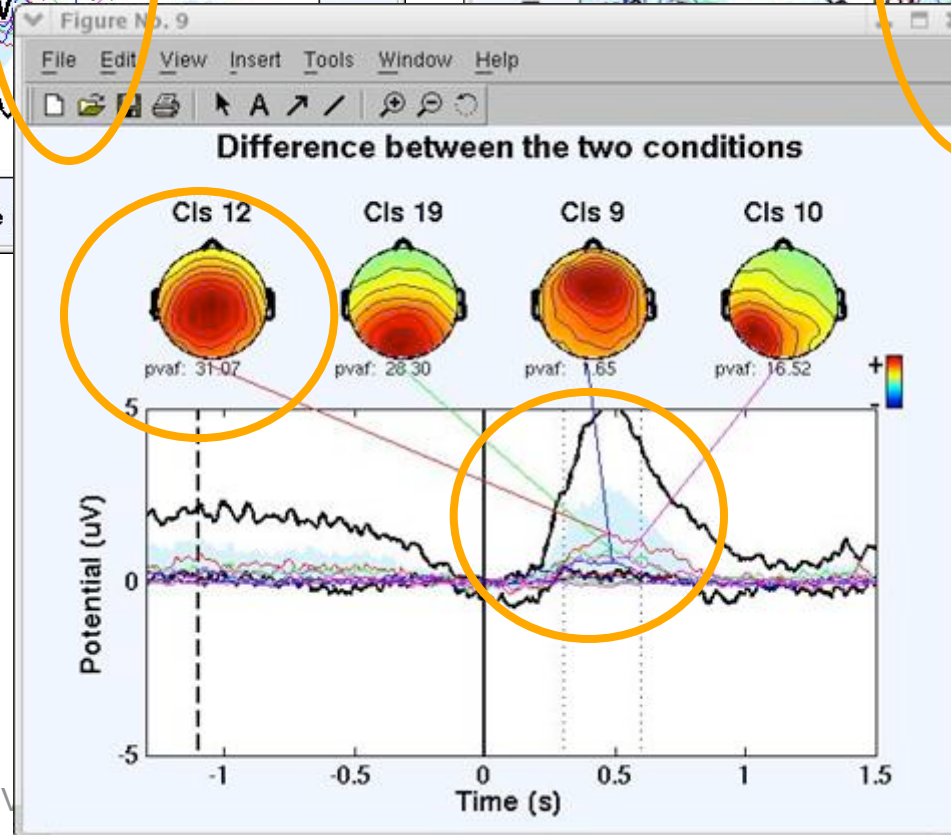 Figure No. 9
File Edit View Insert Tools Window Help
Difference between the two conditions
Cls 12 Cls 19 Cls 9 Cls 10
pvaf: 31.07 pvaf: 28.30 pvaf: .65 pvaf: 16.52
+
-
5
0
-5
Potential (uV)
-1 -0.5 0 0.5 1 1.5
Time (s)